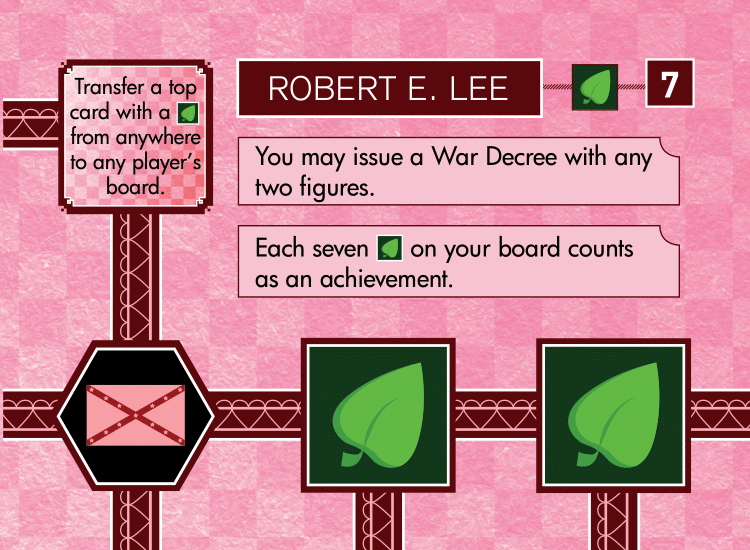 Transfer a top
card with a
from anywhere
to any player's
board.
ROBERT E. LEE
7
You may issue a War Decree with any
two figures.
Each seven on your board counts
as an achievement.